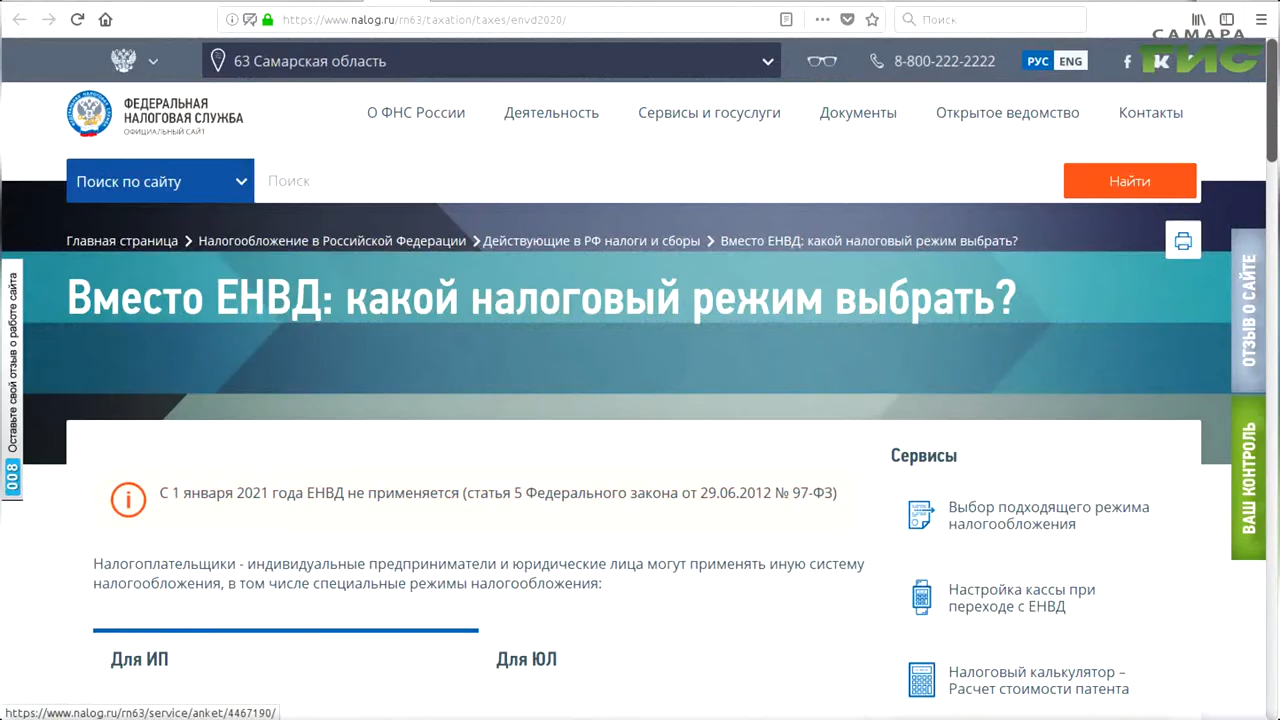 https://www.nalog.ru/rn63/taxation/taxes/envd2020/
Поиск
САМАРА
ГИС
63 Самарская область
8-800-222-2222
РУС ENG
ФЕДЕРАЛЬНАЯ
НАЛОГОВАЯ СЛУЖБА
ОФИЦИАЛЬНЫЙ САЙТ
О ФНС России Деятельность Сервисы и госуслуги Документы Открытое ведомство Контакты
Поиск по сайту Поиск Найти
Главная страница Налогообложение в Российской Федерации Действующие в РФ налоги и сборы Вместо ЕНВД: какой налоговый режим выбрать?
Вместо ЕНВД: какой налоговый режим выбрать?
Оставьте свой отзыв о работе сайта
ОТЗЫВ О САЙТЕ
ВАШ КОНТРОЛЬ
С 1 января 2021 года ЕНВД не применяется (статья 5 Федерального закона от 29.06.2012 № 97-ФЗ)
Налогоплательщики - индивидуальные предприниматели и юридические лица могут применять иную систему
налогообложения, в том числе специальные режимы налогообложения:
Для ИП Для ЮЛ
Сервисы
Выбор подходящего режима
налогообложения
Настройка кассы при
переходе с ЕНВД
Налоговый калькулятор –
Расчет стоимости патента
https://www.nalog.ru/rn63/service/anket/4467190/